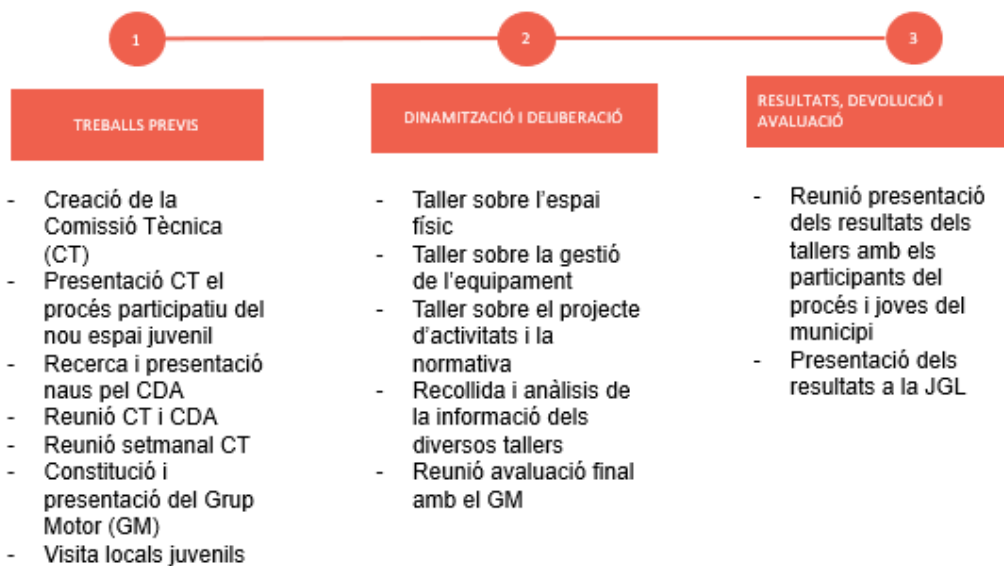 1
TREBALLS PREVIS
- Creació de la
Comissió Tècnica
(CT)
- Presentació CT el
procés participatiu del
nou espai juvenil
- Recerca i presentació
naus pel CDA
- Reunió CT i CDA
- Reunió setmanal CT
- Constitució i
presentació del Grup
Motor (GM)
- Visita locals juvenils
2
DINAMITZACIÓ I DELIBERACIÓ
- Taller sobre l’espai
físic
- Taller sobre la gestió
de l’equipament
- Taller sobre el projecte
d’activitats i la
normativa
- Recollida i anàlisis de
la informació dels
diversos tallers
- Reunió avaluació final
amb el GM
3
RESULTATS, DEVOLUCIÓ I
AVALUACIÓ
- Reunió presentació
dels resultats dels
tallers amb els
participants del
procés i joves del
municipi
- Presentació dels
resultats a la JGL